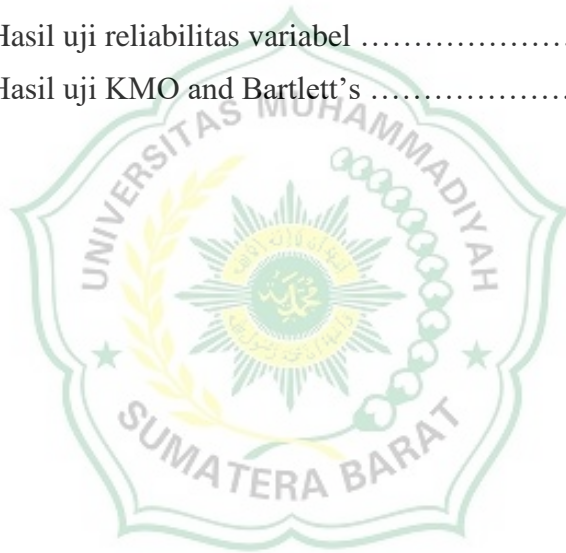 Hasil uji reliabilitas variabel …………………
Hasil uji KMO and Bartlett’s …………………
UNIVERSITAS MUHAMMADIYAH
SUMATERA BARAT